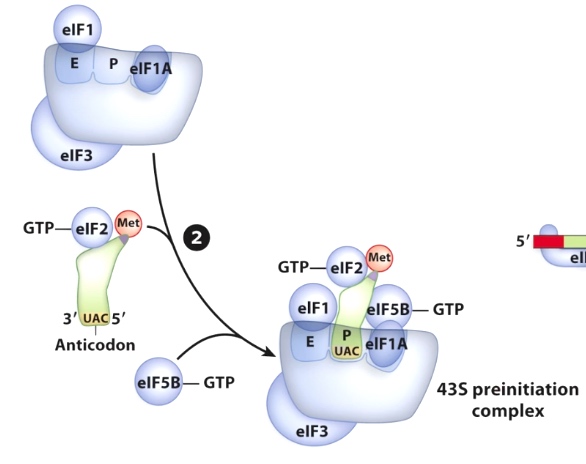 eIF1
E P eIF1A
eIF3
GTP—eIF2 Met
2
3′ UAC 5′
Anticodon
eIF5B—GTP
GTP—eIF2 Met
eIF1 eIF5B—GTP
E P eIF1A
UAC
eIF3
43S preinitiation
complex
5′
eI